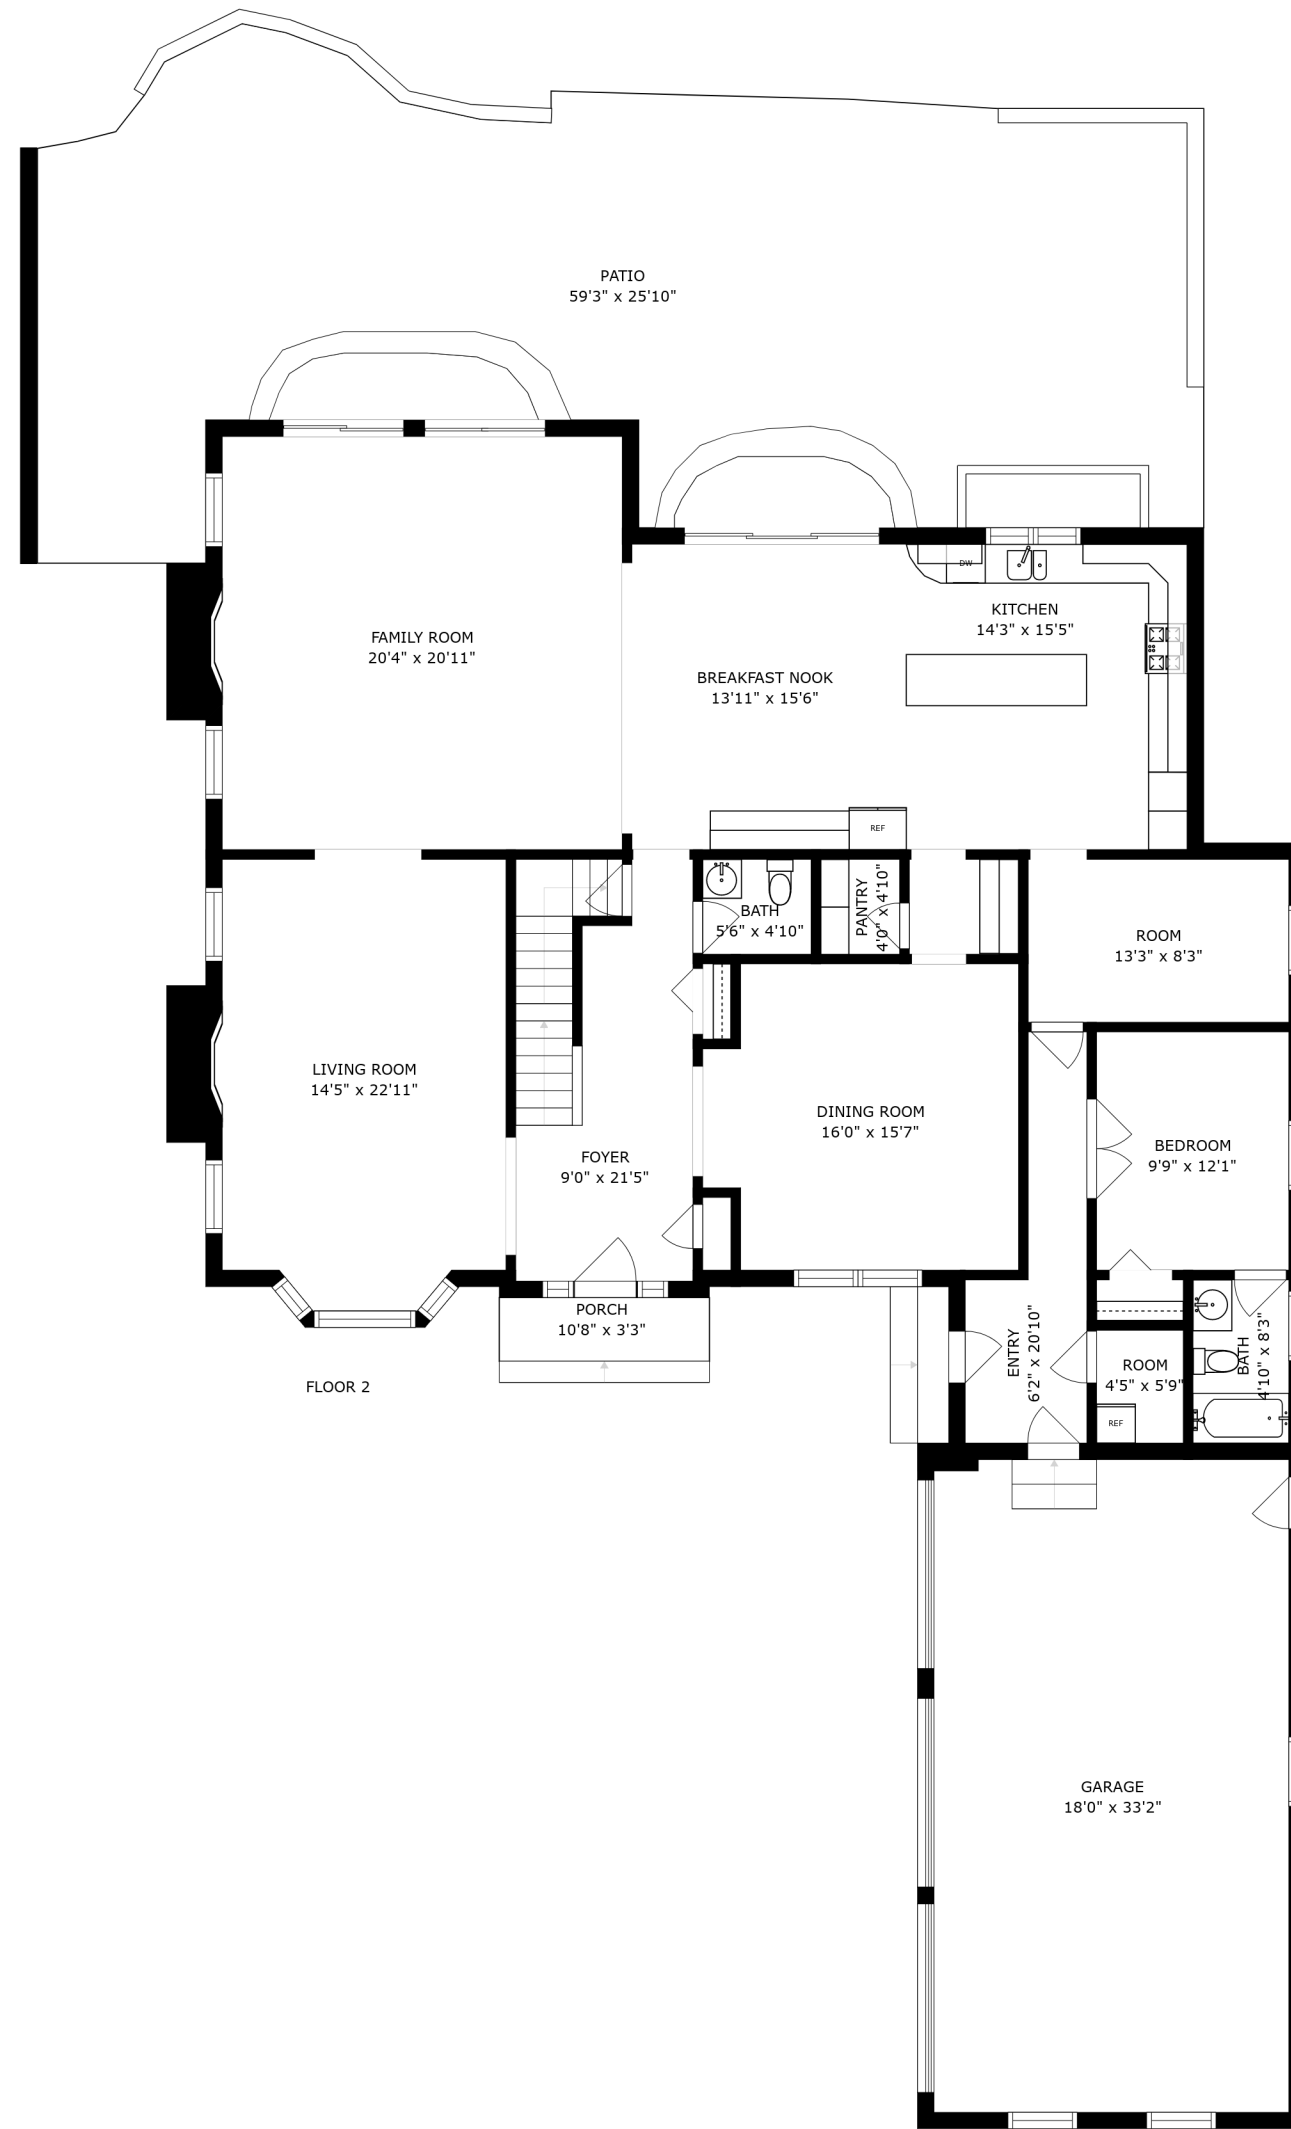 PATIO
59'3" x 25'10"
DW
KITCHEN
14'3" x 15'5"
FAMILY ROOM
20'4" x 20'11"
BREAKFAST NOOK
13'11" x 15'6"
REF
BATH
5'6" x 4'10"
PANTRY
4'0" x 4'10"
ROOM
13'3" x 8'3"
LIVING ROOM
14'5" x 22'11"
DINING ROOM
16'0" x 15'7"
FOYER
9'0" x 21'5"
BEDROOM
9'9" x 12'1"
PORCH
10'8" x 3'3"
ENTRY
6'2" x 20'10"
ROOM
4'5" x 5'9"
BATH
4'10" x 8'3"
FLOOR 2
REF
GARAGE
18'0" x 33'2"